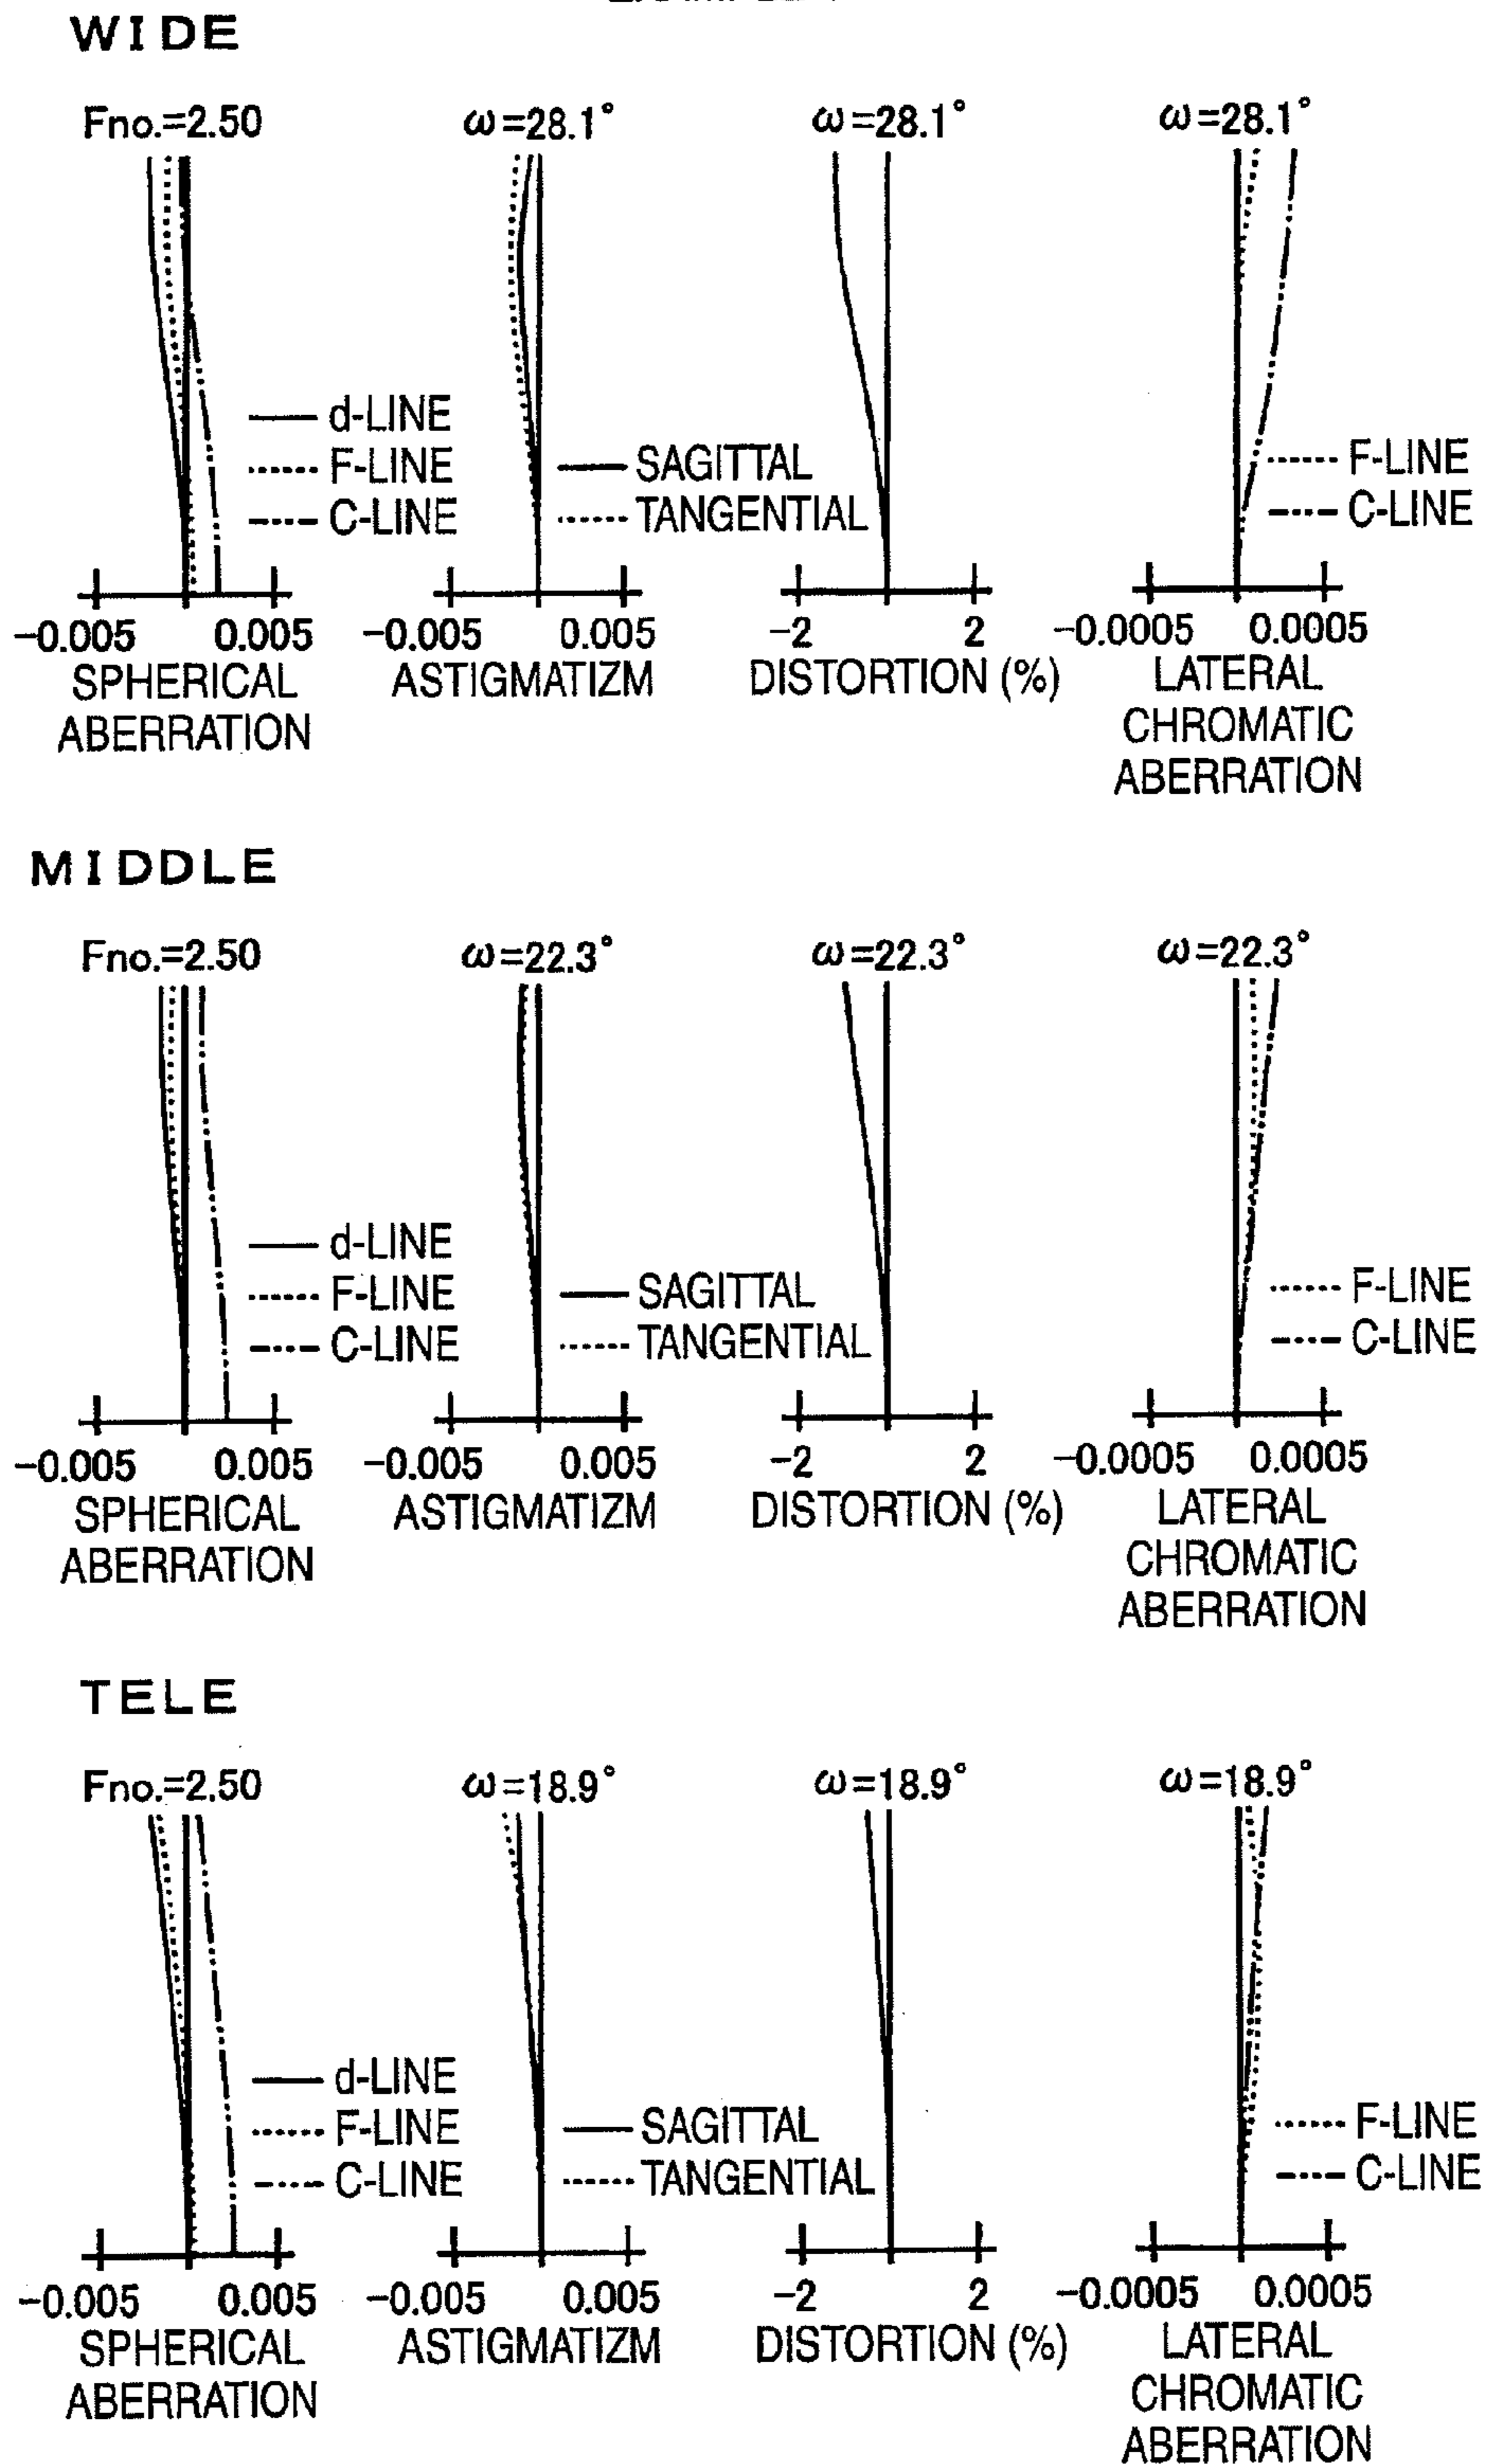 WIDE
Fno.=2.50
ω=28.1°
ω=28.1°
ω=28.1°
d-LINE
F-LINE
C-LINE
SAGITTAL
TANGENTIAL
F-LINE
C-LINE
-0.005 0.005
-0.005 0.005
-2 2
-0.0005 0.0005
SPHERICAL
ABERRATION
ASTIGMATIZM
DISTORTION (%)
LATERAL
CHROMATIC
ABERRATION
MIDDLE
Fno.=2.50
ω=22.3°
ω=22.3°
ω=22.3°
d-LINE
F-LINE
C-LINE
SAGITTAL
TANGENTIAL
F-LINE
C-LINE
-0.005 0.005
-0.005 0.005
-2 2
-0.0005 0.0005
SPHERICAL
ABERRATION
ASTIGMATIZM
DISTORTION (%)
LATERAL
CHROMATIC
ABERRATION
TELE
Fno.=2.50
ω=18.9°
ω=18.9°
ω=18.9°
d-LINE
F-LINE
C-LINE
SAGITTAL
TANGENTIAL
F-LINE
C-LINE
-0.005 0.005
-0.005 0.005
-2 2
-0.0005 0.0005
SPHERICAL
ABERRATION
ASTIGMATIZM
DISTORTION (%)
LATERAL
CHROMATIC
ABERRATION